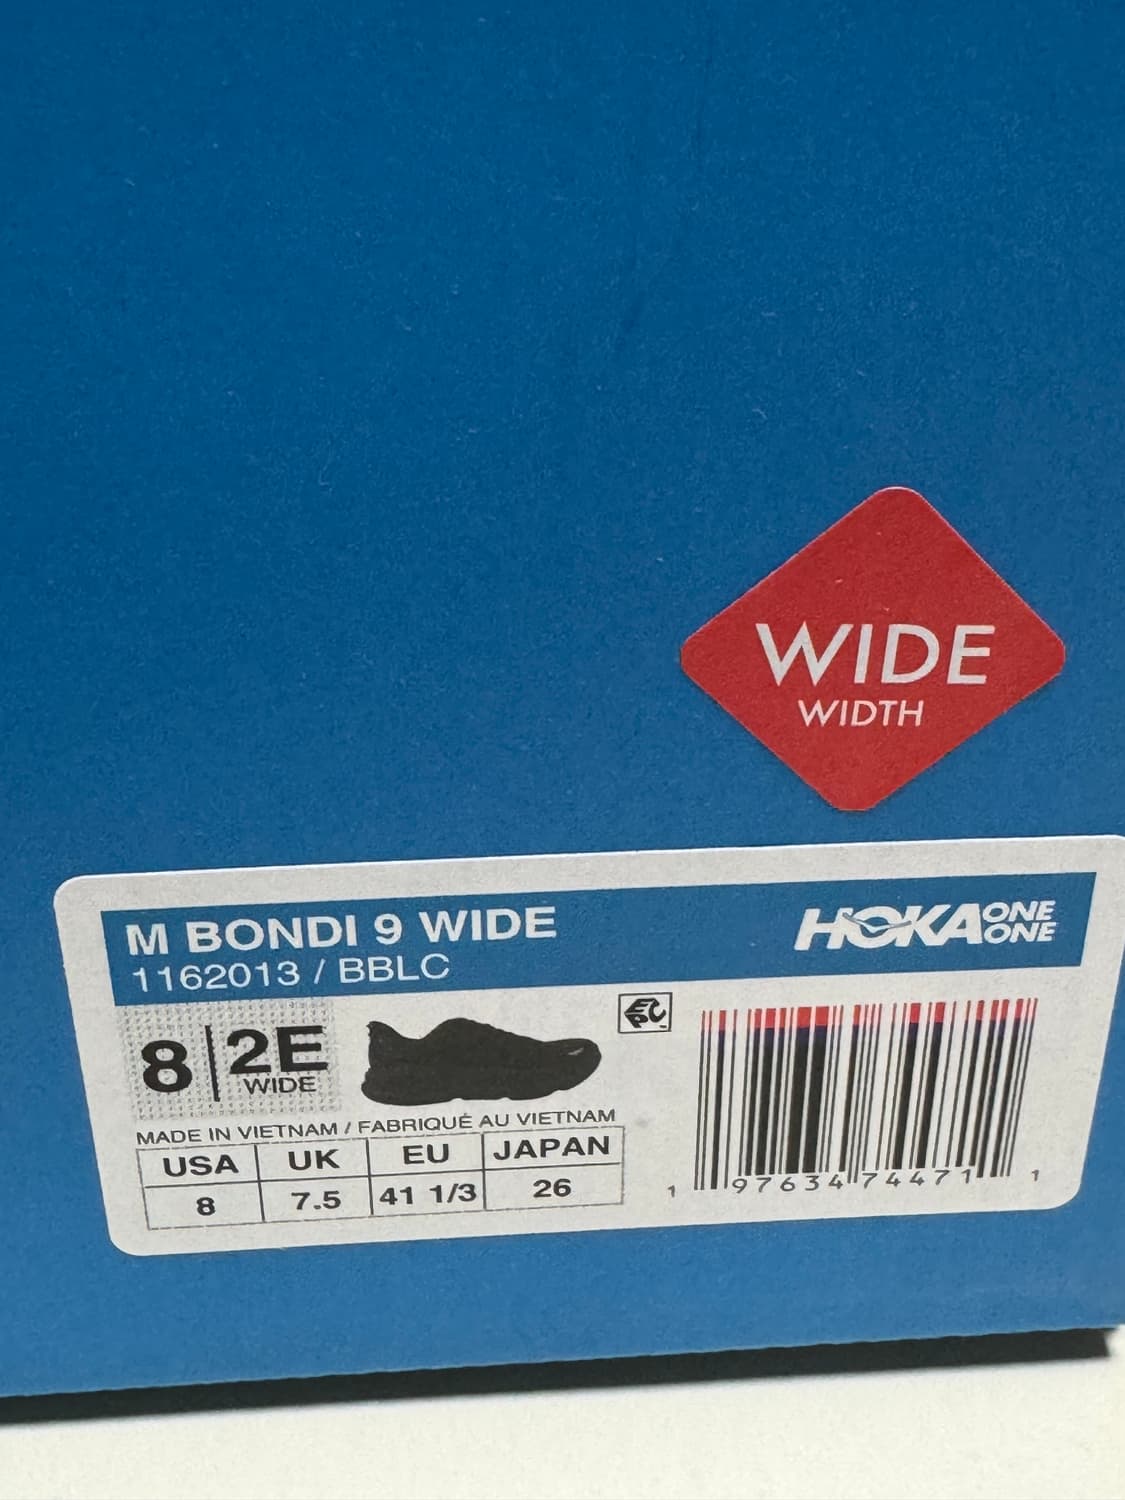 WIDE
WIDTH
M BONDI 9 WIDE
1162013 / BBLC
HOKA ONE ONE
8 | 2E
WIDE
EPC
MADE IN VIETNAM / FABRIQUÉ AU VIETNAM
USA UK EU JAPAN
8 7.5 41 1/3 26
1 97634 74471 1